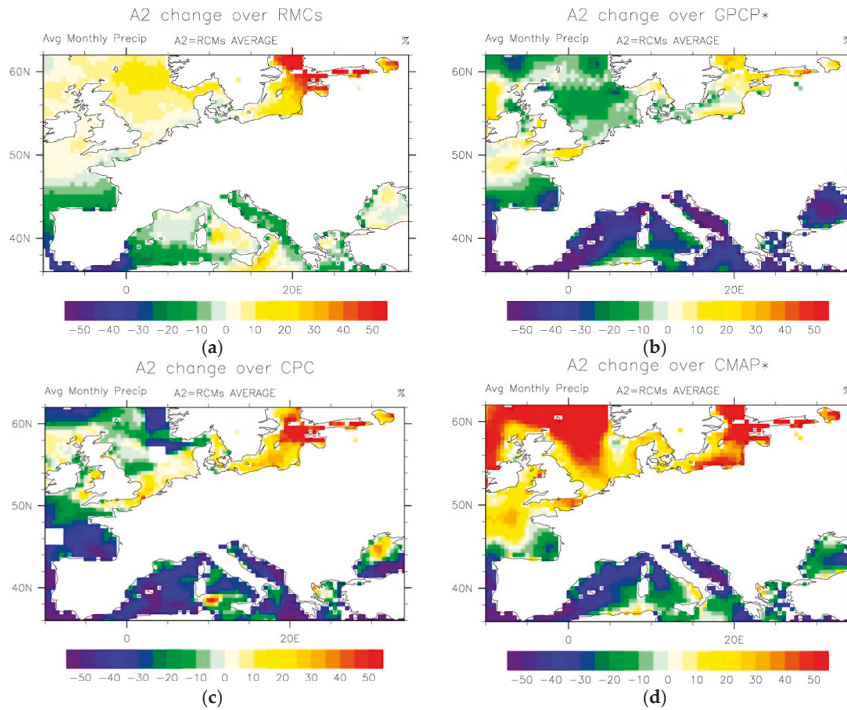 A2 change over RMCs
Avg Monthly Precip A2=RCMs AVERAGE %
60N
50N
40N
0 20E
-50 -40 -30 -20 -10 0 10 20 30 40 50
(a)
A2 change over GPCP*
Avg Monthly Precip A2=RCMs AVERAGE %
60N
50N
40N
0 20E
-50 -40 -30 -20 -10 0 10 20 30 40 50
(b)
A2 change over CPC
Avg Monthly Precip A2=RCMs AVERAGE %
60N
50N
40N
0 20E
-50 -40 -30 -20 -10 0 10 20 30 40 50
(c)
A2 change over CMAP*
Avg Monthly Precip A2=RCMs AVERAGE %
60N
50N
40N
0 20E
-50 -40 -30 -20 -10 0 10 20 30 40 50
(d)